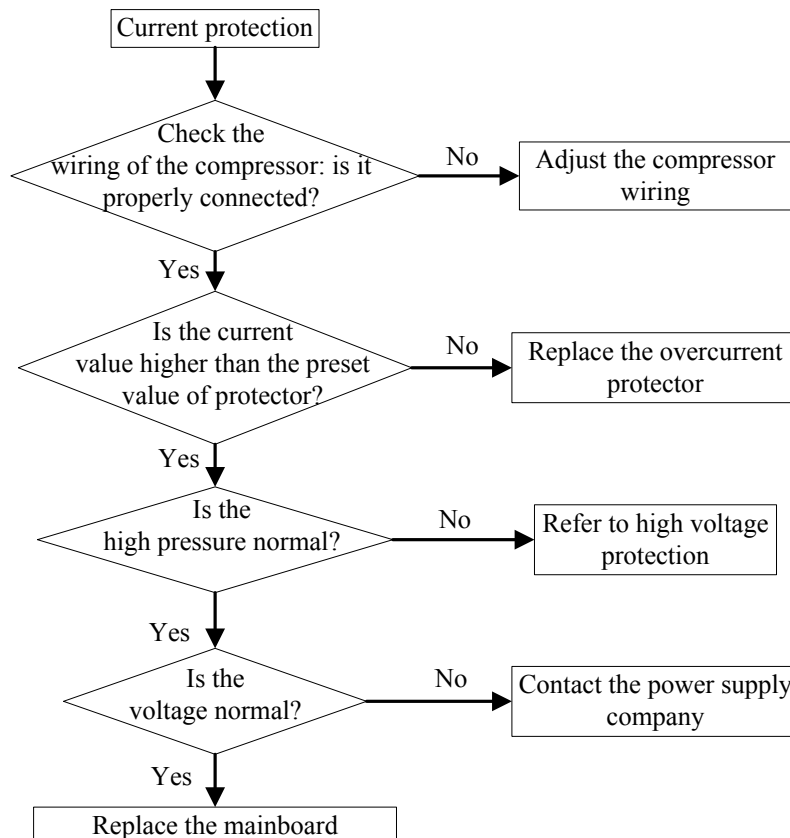 Current protection
Check the
wiring of the compressor: is it
properly connected?
No
Adjust the compressor
wiring
Yes
Is the current
value higher than the preset
value of protector?
No
Replace the overcurrent
protector
Yes
Is the
high pressure normal?
No
Refer to high voltage
protection
Yes
Is the
voltage normal?
No
Contact the power supply
company
Yes
Replace the mainboard